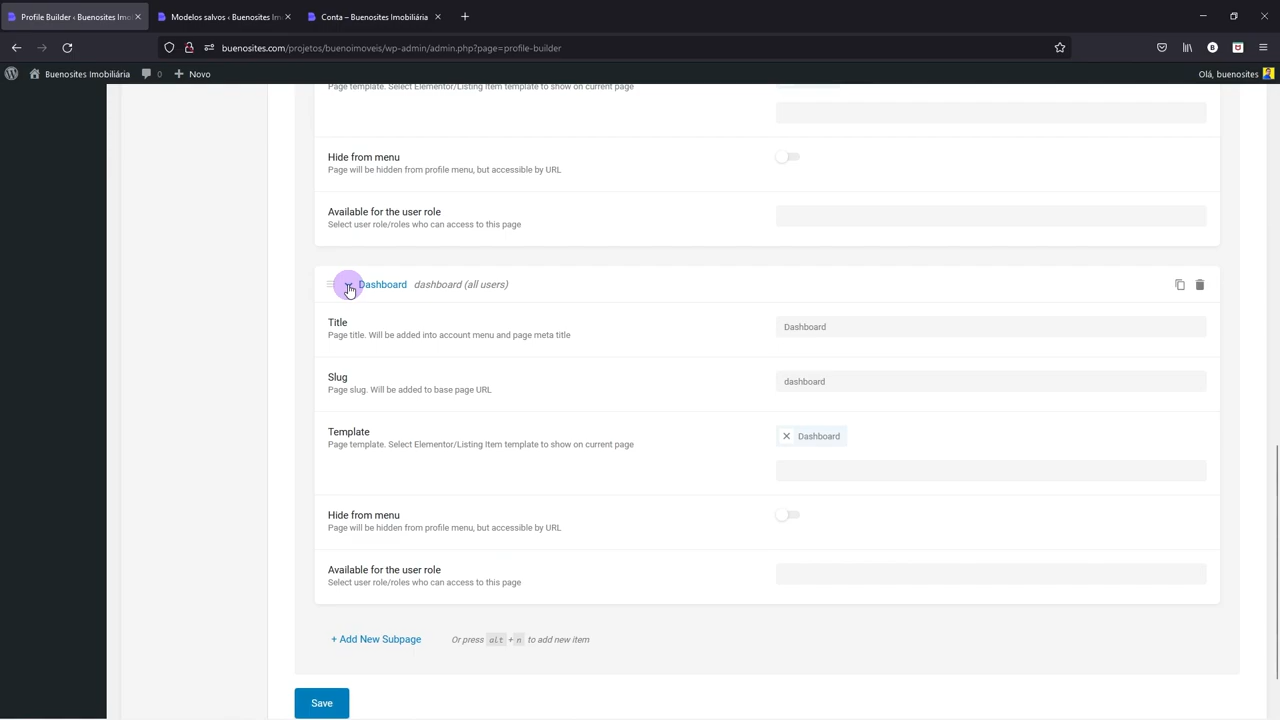 Profile Builder ‹ Buenosites Imo
Modelos salvos ‹ Buenosites Im
Conta – Buenosites Imobiliária
buenosites.com/projetos/buenoimoveis/wp-admin/admin.php?page=profile-builder
Buenosites Imobiliária
0
Novo
Olá, buenosites
Page template. Select Elementor/Listing Item template to show on current page
Hide from menu
Page will be hidden from profile menu, but accessible by URL
Available for the user role
Select user role/roles who can access to this page
Dashboard dashboard (all users)
Title
Page title. Will be added into account menu and page meta title
Dashboard
Slug
Page slug. Will be added to base page URL
dashboard
Template
Page template. Select Elementor/Listing Item template to show on current page
Dashboard
Hide from menu
Page will be hidden from profile menu, but accessible by URL
Available for the user role
Select user role/roles who can access to this page
+ Add New Subpage
Or press alt + n to add new item
Save